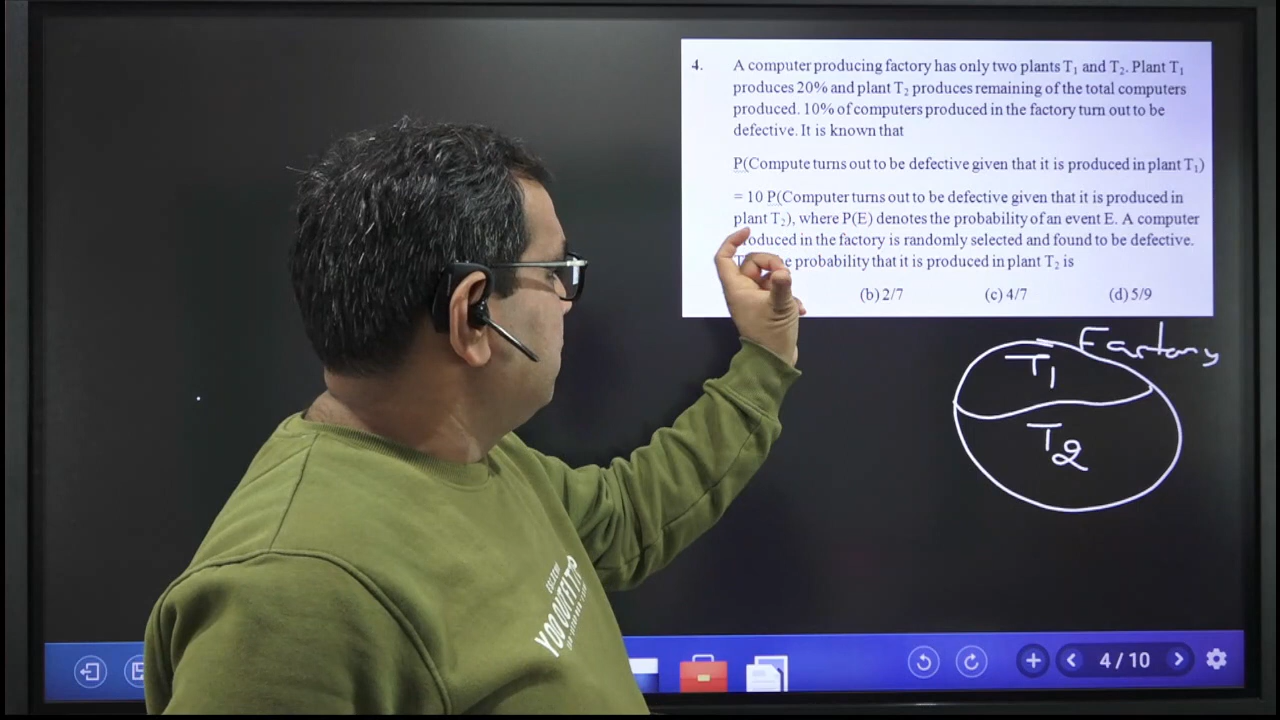 4. A computer producing factory has only two plants T₁ and T₂. Plant T₁
produces 20% and plant T₂ produces remaining of the total computers
produced. 10% of computers produced in the factory turn out to be
defective. It is known that
P(Compute turns out to be defective given that it is produced in plant T₁)
= 10 P(Computer turns out to be defective given that it is produced in
plant T₂), where P(E) denotes the probability of an event E. A computer
in the factory is randomly selected and found to be defective.
probability that it is produced in plant T₂ is
(b) 2/7 (c) 4/7 (d) 5/9
Factory
T₁
T₂
4 / 10